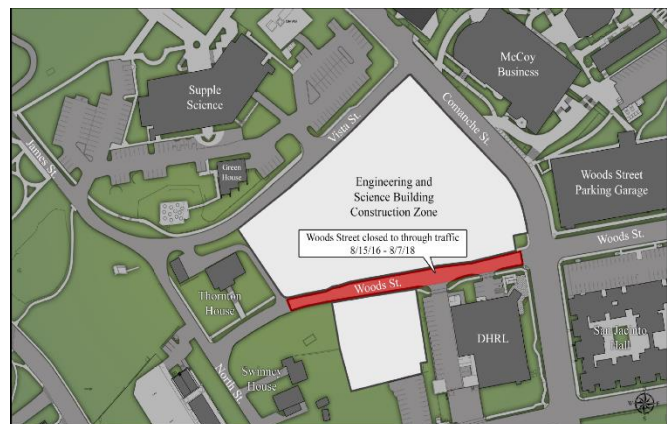 McCoy
Business
Supple
Science
Comanche St.
Vista St.
James St.
Green
House
Woods Street
Parking Garage
Engineering and
Science Building
Construction Zone
Woods Street closed to through traffic
8/15/16 - 8/7/18
Woods St.
Woods St.
Thornton
House
DHRL
San Jacinto
Hall
Swinney
House
North St.